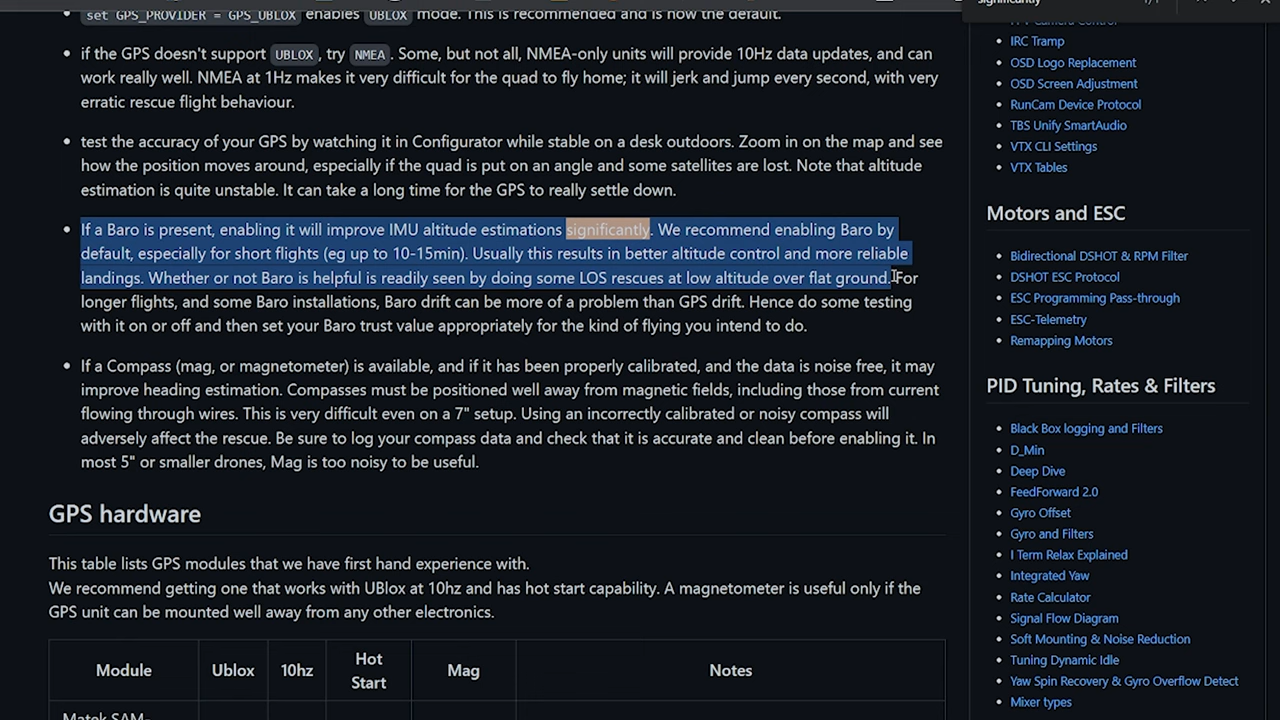 significantly
set GPS_PROVIDER = GPS_UBLOX enables UBLOX mode. This is recommended and is now the default.
if the GPS doesn't support UBLOX, try NMEA. Some, but not all, NMEA-only units will provide 10Hz data updates, and can
work really well. NMEA at 1Hz makes it very difficult for the quad to fly home; it will jerk and jump every second, with very
erratic rescue flight behaviour.
test the accuracy of your GPS by watching it in Configurator while stable on a desk outdoors. Zoom in on the map and see
how the position moves around, especially if the quad is put on an angle and some satellites are lost. Note that altitude
estimation is quite unstable. It can take a long time for the GPS to really settle down.
If a Baro is present, enabling it will improve IMU altitude estimations significantly. We recommend enabling Baro by
default, especially for short flights (eg up to 10-15min). Usually this results in better altitude control and more reliable
landings. Whether or not Baro is helpful is readily seen by doing some LOS rescues at low altitude over flat ground. For
longer flights, and some Baro installations, Baro drift can be more of a problem than GPS drift. Hence do some testing
with it on or off and then set your Baro trust value appropriately for the kind of flying you intend to do.
If a Compass (mag, or magnetometer) is available, and if it has been properly calibrated, and the data is noise free, it may
improve heading estimation. Compasses must be positioned well away from magnetic fields, including those from current
flowing through wires. This is very difficult even on a 7" setup. Using an incorrectly calibrated or noisy compass will
adversely affect the rescue. Be sure to log your compass data and check that it is accurate and clean before enabling it. In
most 5" or smaller drones, Mag is too noisy to be useful.
GPS hardware
This table lists GPS modules that we have first hand experience with.
We recommend getting one that works with UBlox at 10hz and has hot start capability. A magnetometer is useful only if the
GPS unit can be mounted well away from any other electronics.
Module Ublox 10hz Hot Start Mag Notes
Matek SAM-
IRC Tramp
OSD Logo Replacement
OSD Screen Adjustment
RunCam Device Protocol
TBS Unify SmartAudio
VTX CLI Settings
VTX Tables
Motors and ESC
Bidirectional DSHOT & RPM Filter
DSHOT ESC Protocol
ESC Programming Pass-through
ESC-Telemetry
Remapping Motors
PID Tuning, Rates & Filters
Black Box logging and Filters
D_Min
Deep Dive
FeedForward 2.0
Gyro Offset
Gyro and Filters
I Term Relax Explained
Integrated Yaw
Rate Calculator
Signal Flow Diagram
Soft Mounting & Noise Reduction
Tuning Dynamic Idle
Yaw Spin Recovery & Gyro Overflow Detect
Mixer types